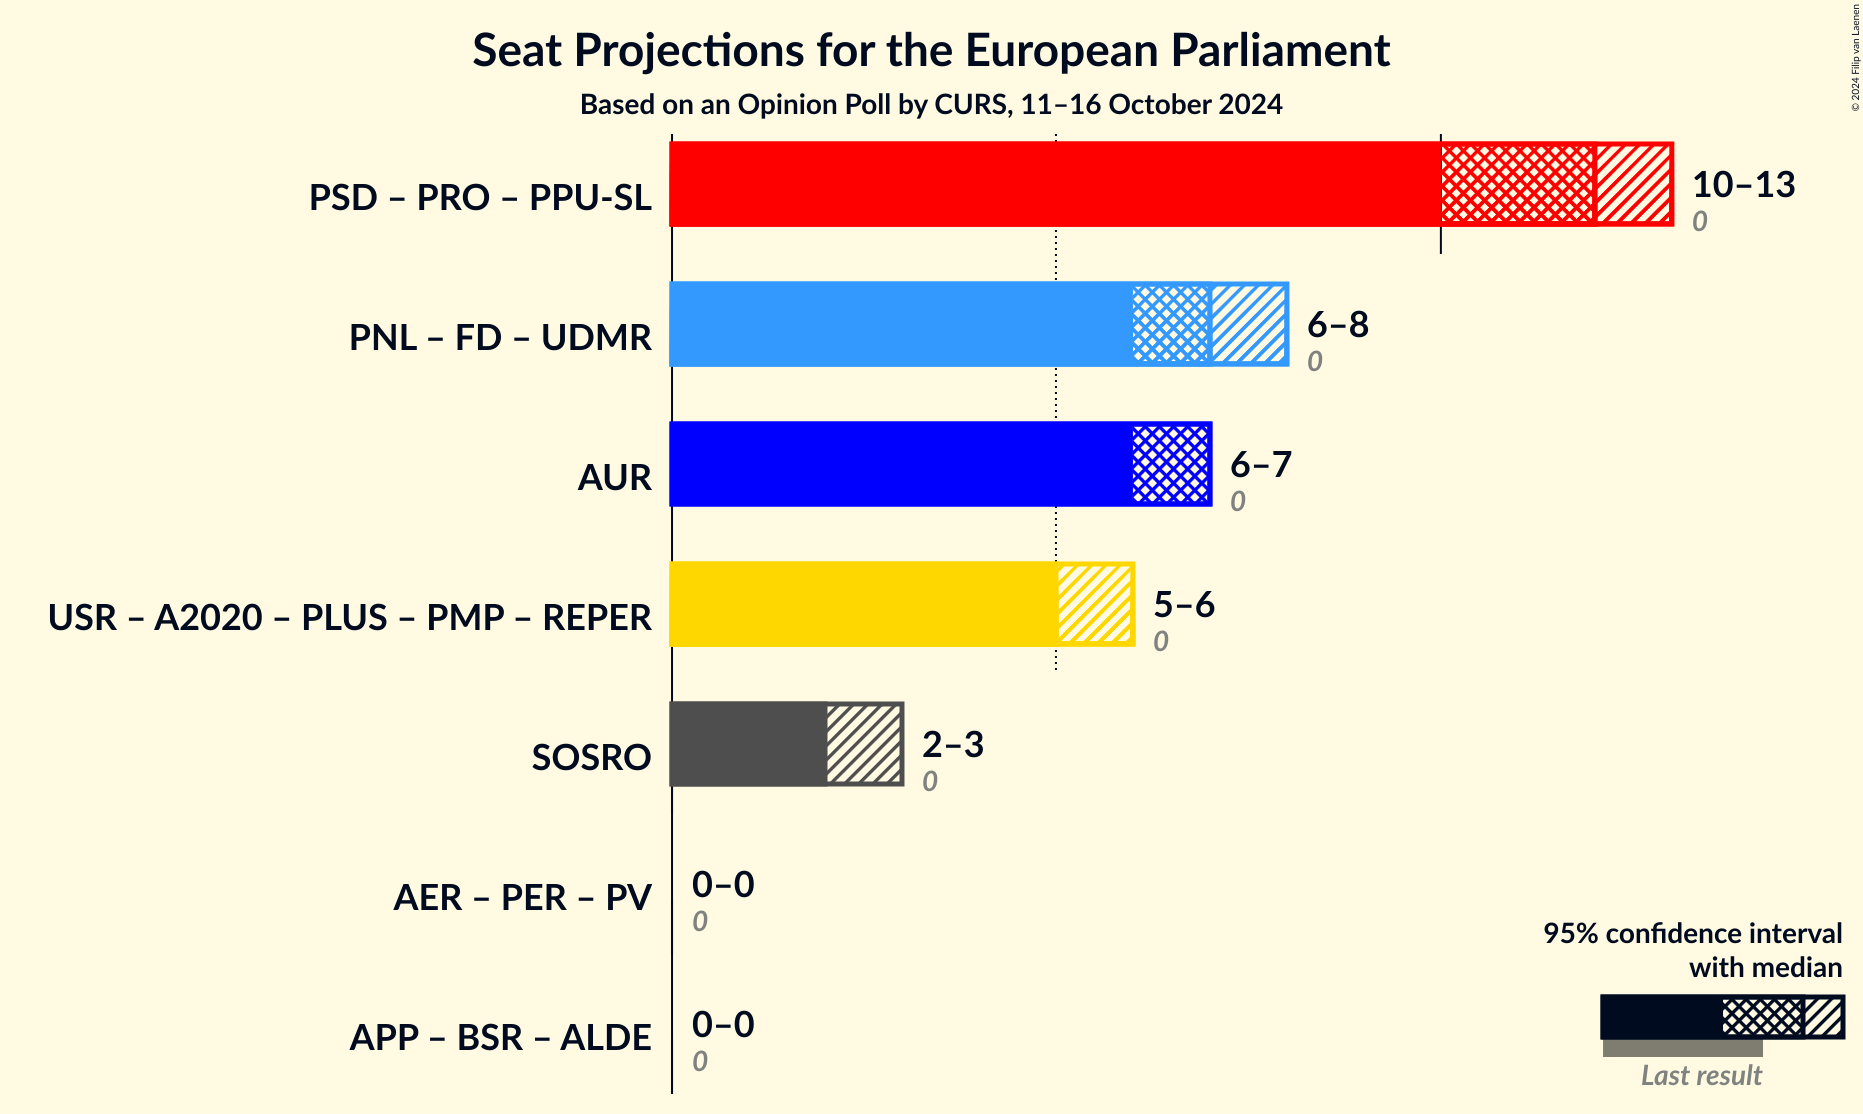 Seat Projections for the European Parliament
Based on an Opinion Poll by CURS, 11–16 October 2024
© 2024 Filip van Laenen
PSD – PRO – PPU-SL
10–13
0
PNL – FD – UDMR
6–8
0
AUR
6–7
0
USR – A2020 – PLUS – PMP – REPER
5–6
0
SOSRO
2–3
0
AER – PER – PV
0–0
0
APP – BSR – ALDE
0–0
0
95% confidence interval
with median
Last result